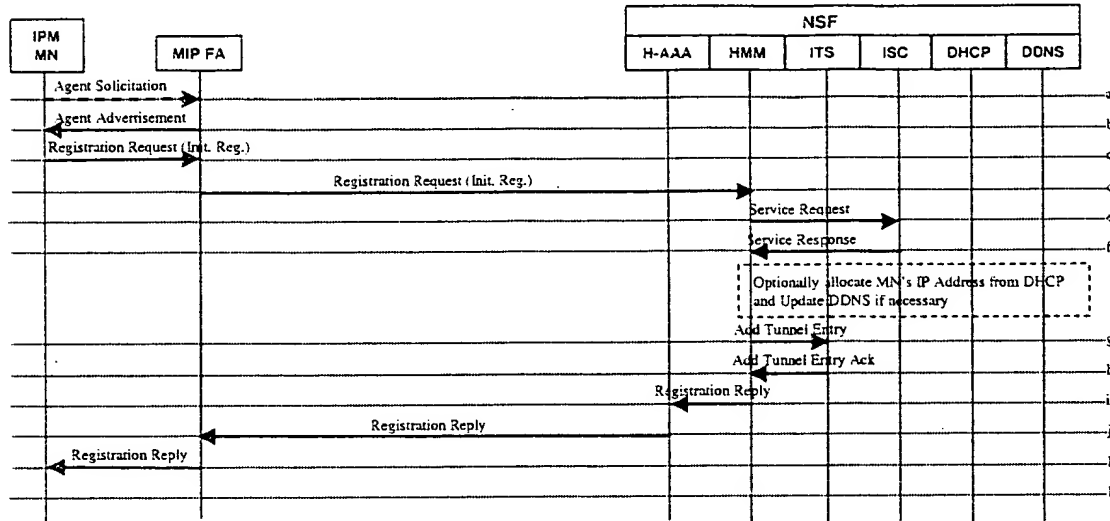 NSF
IPM
MN
MIP FA
H-AAA
HMM
ITS
ISC
DHCP
DDNS
Agent Solicitation
a
Agent Advertisement
b
Registration Request (Init. Reg.)
Registration Request (Init. Reg.)
Service Request
Service Response
Optionally allocate MN's IP Address from DHCP
and Update DDNS if necessary
Add Tunnel Entry
g
Add Tunnel Entry Ack
Registration Reply
i
Registration Reply
j
Registration Reply